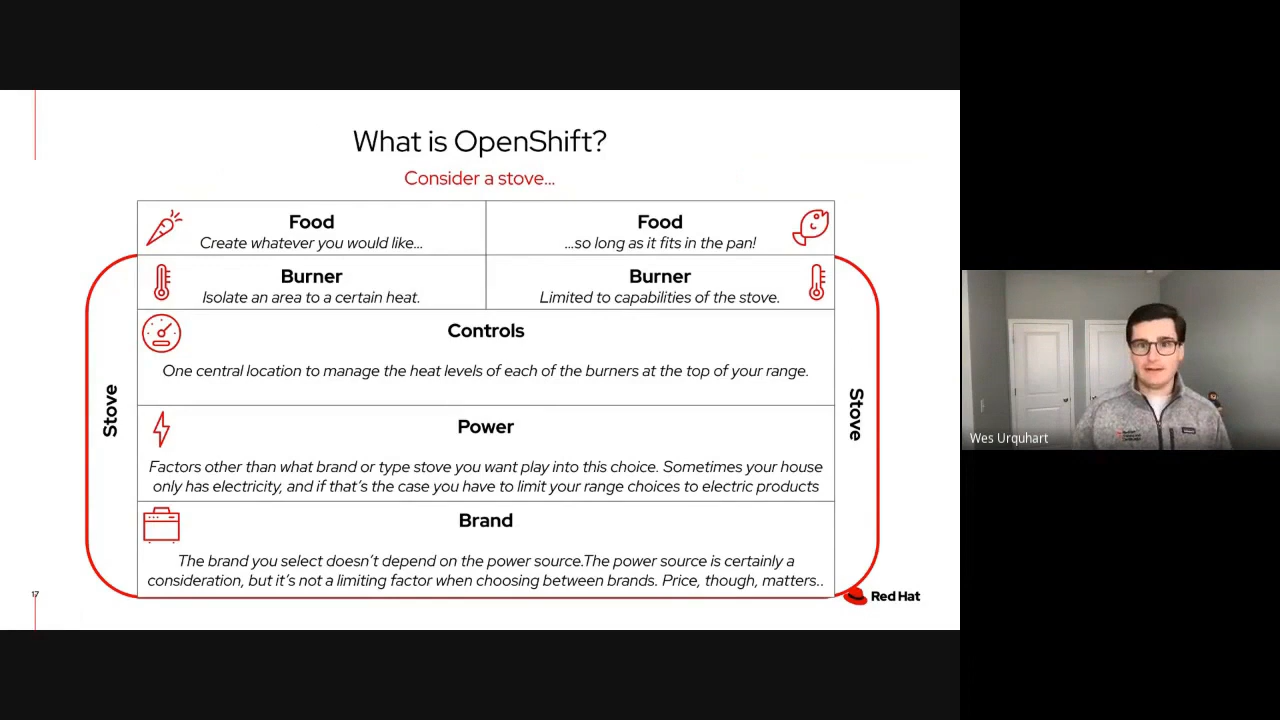 What is OpenShift?
Consider a stove...
Food
Create whatever you would like...
Food
...so long as it fits in the pan!
Burner
Isolate an area to a certain heat.
Burner
Limited to capabilities of the stove.
Controls
One central location to manage the heat levels of each of the burners at the top of your range.
Stove
Stove
Power
Factors other than what brand or type stove you want play into this choice. Sometimes your house
only has electricity, and if that's the case you have to limit your range choices to electric products
Brand
The brand you select doesn't depend on the power source.The power source is certainly a
consideration, but it's not a limiting factor when choosing between brands. Price, though, matters..
17
Red Hat
Wes Urquhart